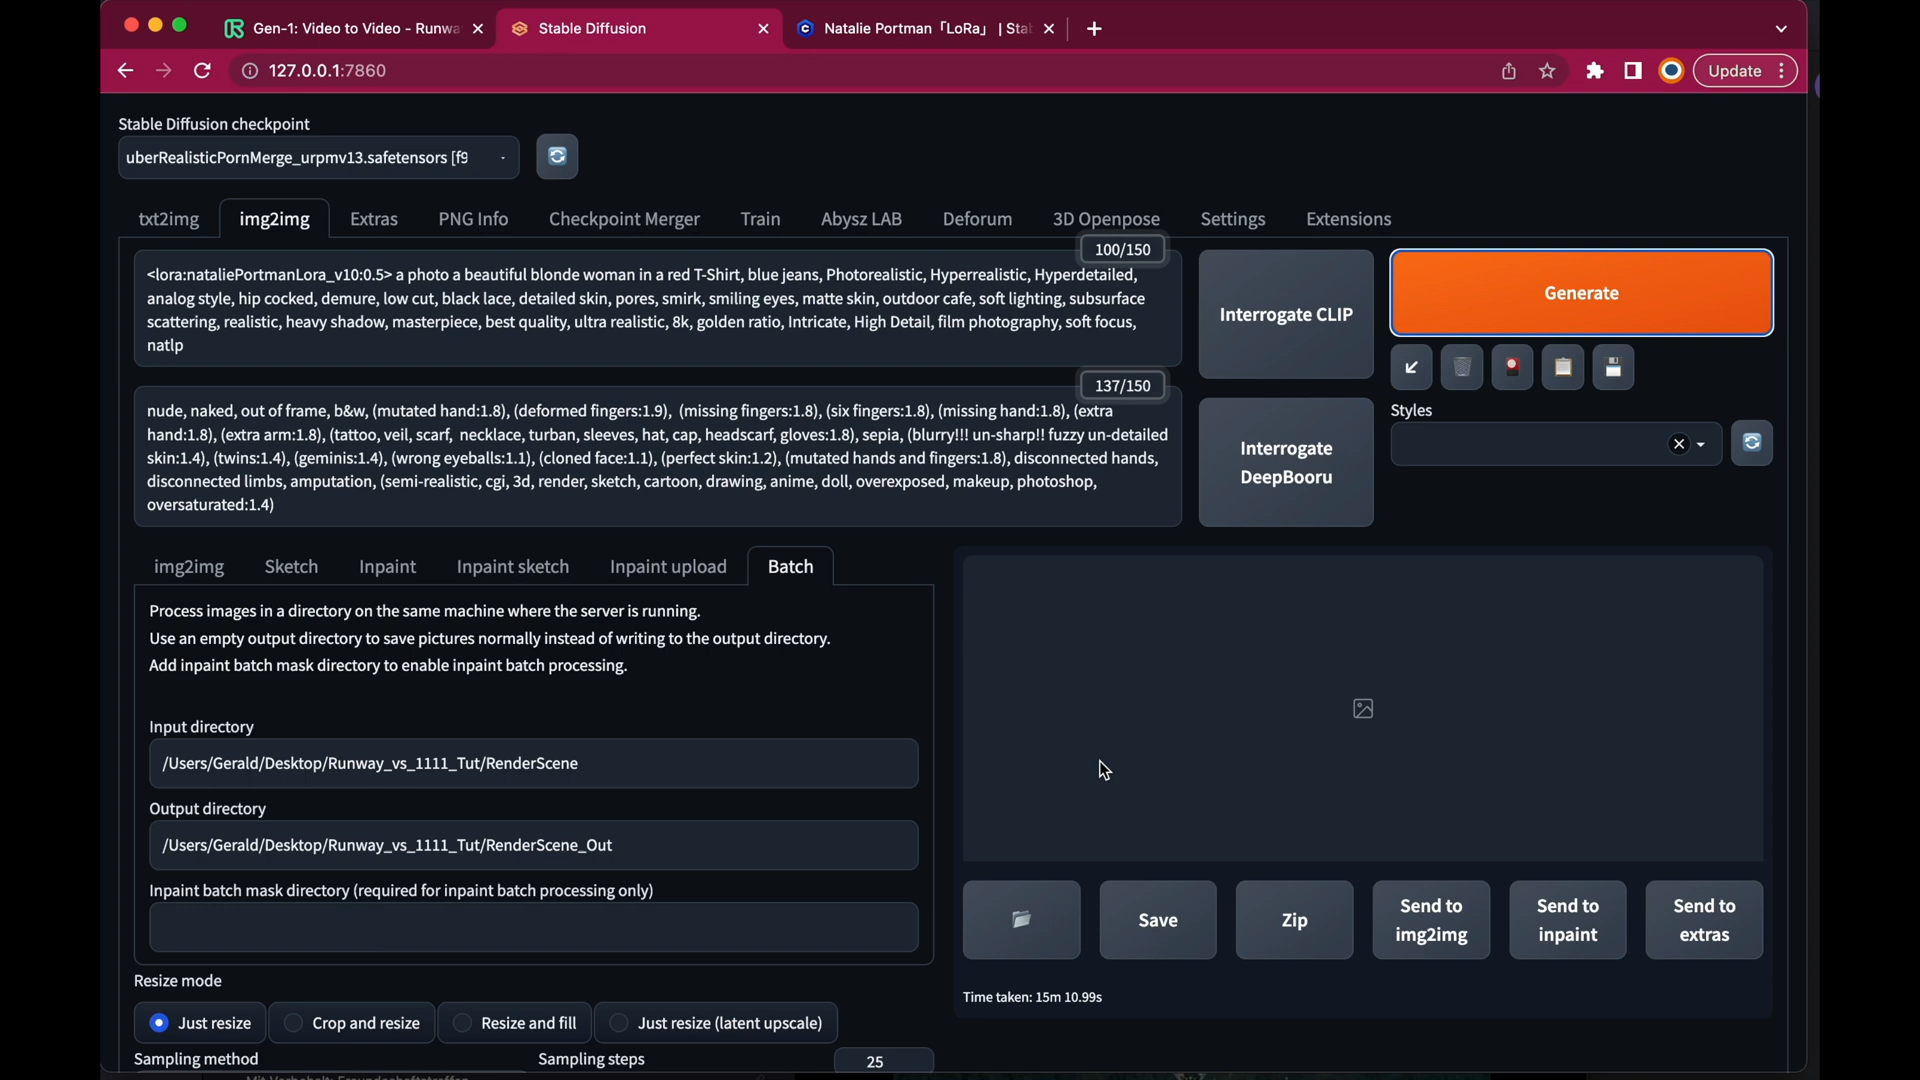 Gen-1: Video to Video - Runwa
Stable Diffusion
Natalie Portman「LoRa」 | Stab
127.0.0.1:7860
Update
Stable Diffusion checkpoint
uberRealisticPornMerge_urpmv13.safetensors [f9
txt2img
img2img
Extras
PNG Info
Checkpoint Merger
Train
Abysz LAB
Deforum
3D Openpose
Settings
Extensions
100/150
<lora:nataliePortmanLora_v10:0.5> a photo a beautiful blonde woman in a red T-Shirt, blue jeans, Photorealistic, Hyperrealistic, Hyperdetailed,
analog style, hip cocked, demure, low cut, black lace, detailed skin, pores, smirk, smiling eyes, matte skin, outdoor cafe, soft lighting, subsurface
scattering, realistic, heavy shadow, masterpiece, best quality, ultra realistic, 8k, golden ratio, Intricate, High Detail, film photography, soft focus,
natlp
Interrogate CLIP
Generate
137/150
nude, naked, out of frame, b&w, (mutated hand:1.8), (deformed fingers:1.9),  (missing fingers:1.8), (six fingers:1.8), (missing hand:1.8), (extra
hand:1.8), (extra arm:1.8), (tattoo, veil, scarf,  necklace, turban, sleeves, hat, cap, headscarf, gloves:1.8), sepia, (blurry!!! un-sharp!! fuzzy un-detailed
skin:1.4), (twins:1.4), (geminis:1.4), (wrong eyeballs:1.1), (cloned face:1.1), (perfect skin:1.2), (mutated hands and fingers:1.8), disconnected hands,
disconnected limbs, amputation, (semi-realistic, cgi, 3d, render, sketch, cartoon, drawing, anime, doll, overexposed, makeup, photoshop,
oversaturated:1.4)
Interrogate
DeepBooru
Styles
img2img
Sketch
Inpaint
Inpaint sketch
Inpaint upload
Batch
Process images in a directory on the same machine where the server is running.
Use an empty output directory to save pictures normally instead of writing to the output directory.
Add inpaint batch mask directory to enable inpaint batch processing.
Input directory
/Users/Gerald/Desktop/Runway_vs_1111_Tut/RenderScene
Output directory
/Users/Gerald/Desktop/Runway_vs_1111_Tut/RenderScene_Out
Inpaint batch mask directory (required for inpaint batch processing only)
Save
Zip
Send to
img2img
Send to
inpaint
Send to
extras
Time taken: 15m 10.99s
Resize mode
Just resize
Crop and resize
Resize and fill
Just resize (latent upscale)
Sampling method
Sampling steps
25